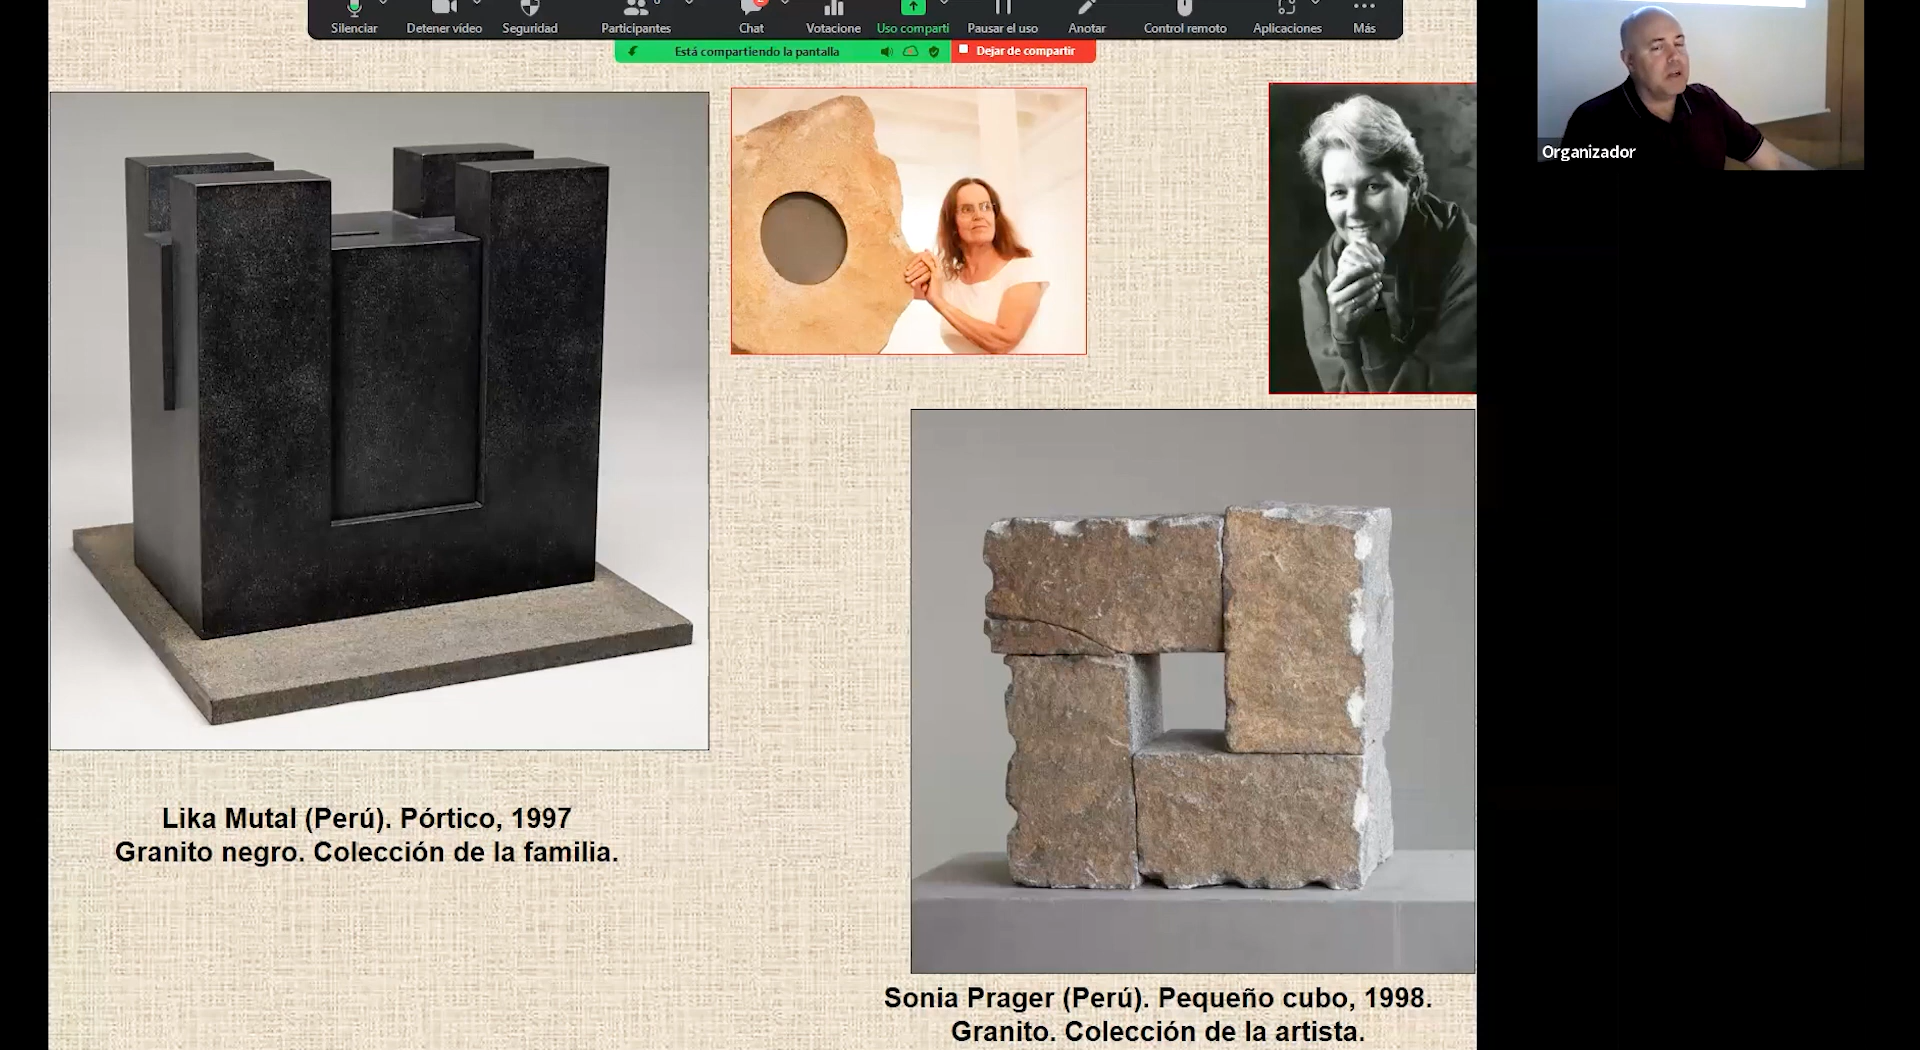 Silenciar
Detener vídeo
Seguridad
Participantes
Chat
Votacione
Uso comparti
Pausar el uso
Anotar
Control remoto
Aplicaciones
Más
Está compartiendo la pantalla
Dejar de compartir
Organizador
Lika Mutal (Perú). Pórtico, 1997
Granito negro. Colección de la familia.
Sonia Prager (Perú). Pequeño cubo, 1998.
Granito. Colección de la artista.